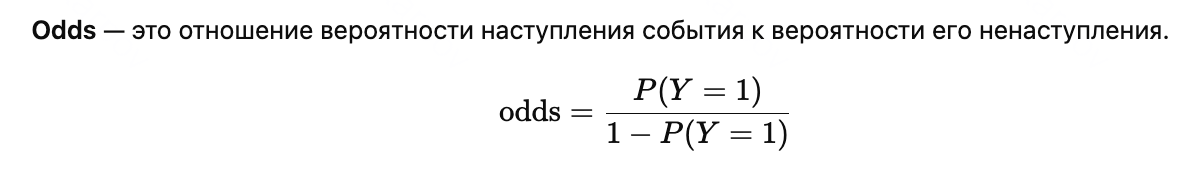 Odds — это отношение вероятности наступления события к вероятности его ненаступления.
odds = P(Y = 1) / 1 − P(Y = 1)